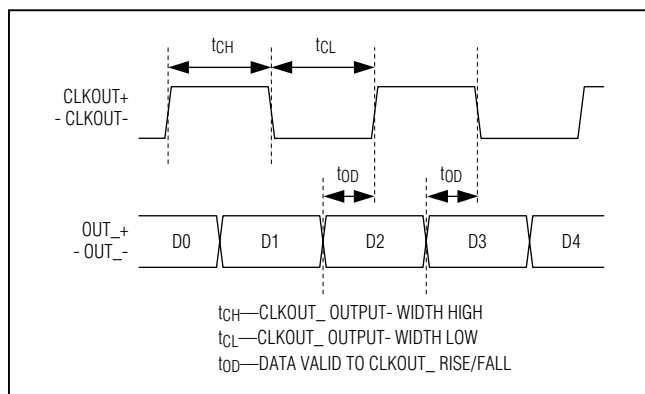 tCH
tCL
CLKOUT+
- CLKOUT-
tOD
tOD
OUT_+
- OUT_-
D0
D1
D2
D3
D4
tCH—CLKOUT_ OUTPUT- WIDTH HIGH
tCL—CLKOUT_ OUTPUT- WIDTH LOW
tOD—DATA VALID TO CLKOUT_ RISE/FALL